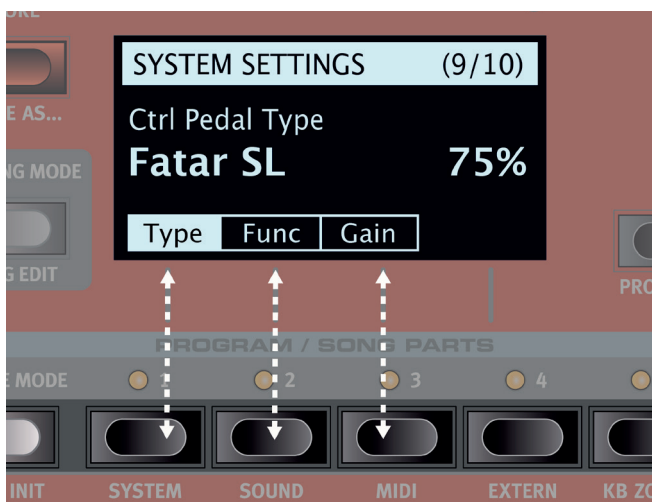 SYSTEM SETTINGS (9/10)
E AS...
Ctrl Pedal Type
Fatar SL 75%
NG MODE
Type Func Gain
G EDIT
PRO
PROGRAM / SONG PARTS
E MODE 1 2 3 4
INIT SYSTEM SOUND MIDI EXTERN KB ZO